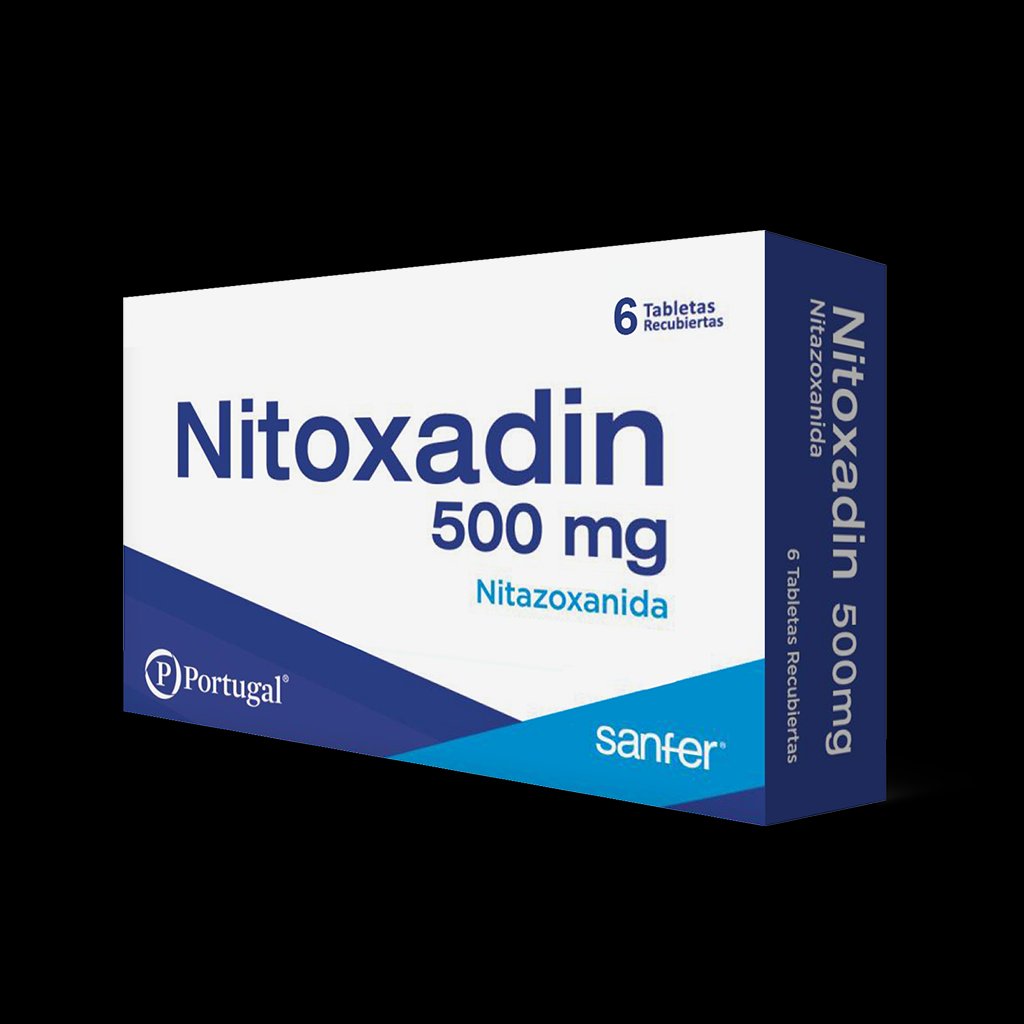 6 Tabletas
Recubiertas
Nitoxadin
500 mg
Nitazoxanida
P Portugal®
sanfer®
Nitoxadin 500mg
Nitazoxanida
6 Tabletas Recubiertas